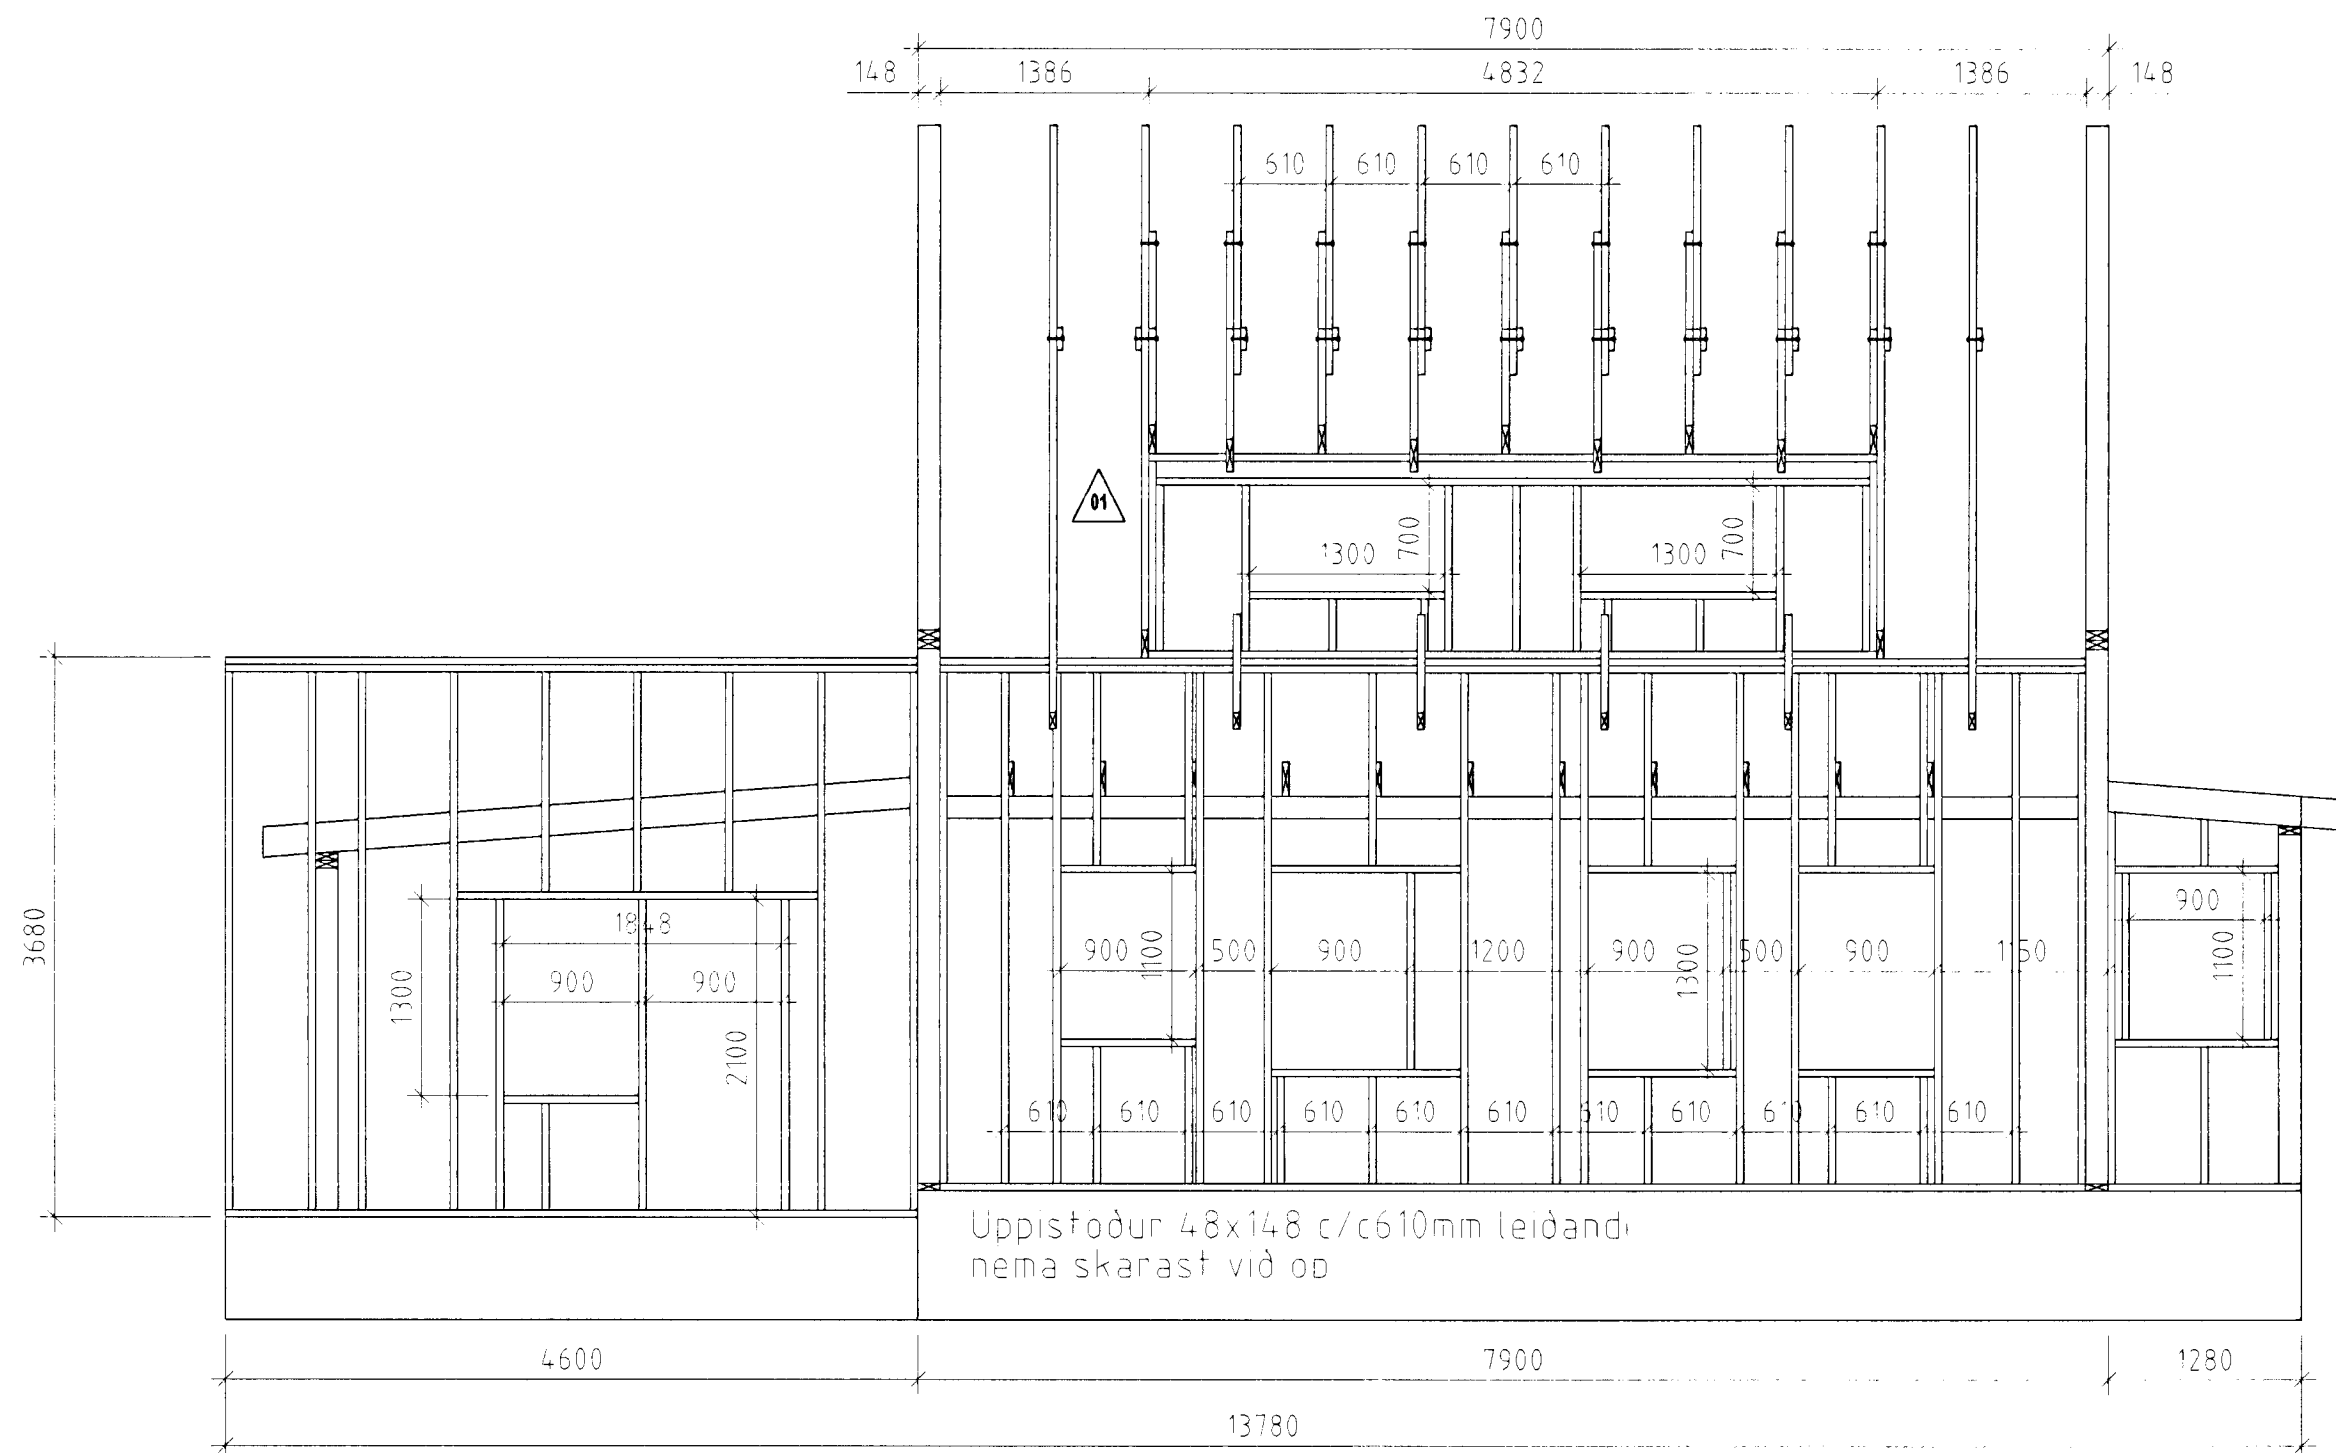 7900
148 1386 4832 1386 148
610 610 610 610
01
1300 700 1300 700
3680
1848
900 900
1300
2100
900 1100 500 900 1200 900 1300 500 900 1150
900
1100
610 610 610 610 610 610 610 610 610 610 610
Uppistöður 48x148 c/c610mm leiðandi
nema skarast við op
4600 7900 1280
13780